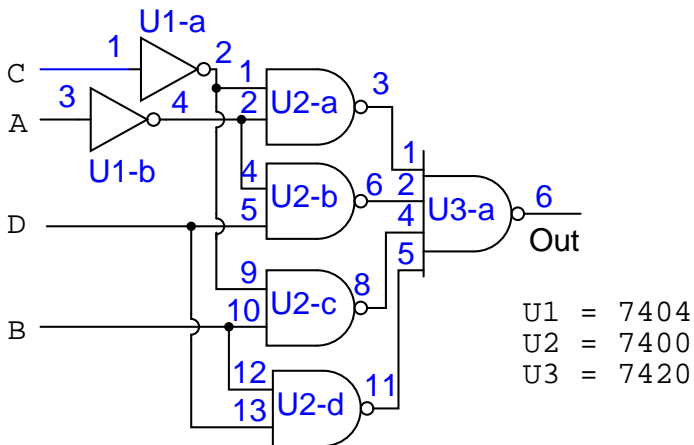 U1-a
C 1 2 1 3
A 3 4 2 U2-a
U1-b
4 U2-b 6
D 5
1
2 U3-a 6
4
5 Out
9 U2-c 8
B 10
12 U2-d 11
13
U1 = 7404
U2 = 7400
U3 = 7420